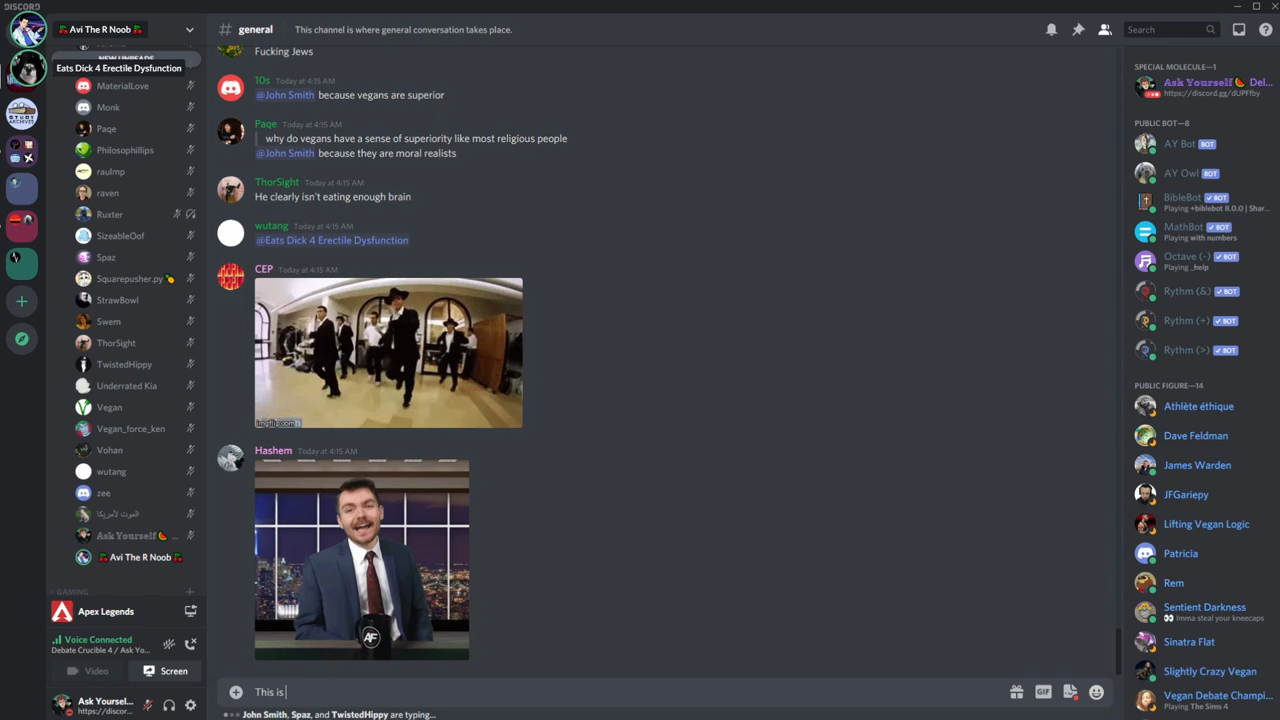 DISCORD
🍒 Avi The R Noob 🍒
# general
This channel is where general conversation takes place.
Search
NEW UNREADS
Eats Dick 4 Erectile Dysfunction
MaterialLove
Monk
Paqe
Philosophillips
raulmp
raven
Ruxter
SizeableOof
Spaz
Squarepusher.py🍍
StrawBowl
Swem
ThorSight
TwistedHippy
Underrated Kia
Vegan
Vegan_force_ken
Vohan
wutang
zee
الموت لأمريكا
Ask Yourself🍉 ...
🍒 Avi The R Noob 🍒
GAMING
Apex Legends
Voice Connected
Debate Crucible 4 / Ask Yo...
Video
Screen
Ask Yoursel...
https://discor...
Fucking Jews
10s Today at 4:15 AM
@John Smith because vegans are superior
Paqe Today at 4:15 AM
why do vegans have a sense of superiority like most religious people
@John Smith because they are moral realists
ThorSight Today at 4:15 AM
He clearly isn't eating enough brain
wutang Today at 4:15 AM
@Eats Dick 4 Erectile Dysfunction
CEP Today at 4:15 AM
imgflip.com
Hashem Today at 4:15 AM
AF
This is
GIF
John Smith, Spaz, and TwistedHippy are typing...
SPECIAL MOLECULE—1
Ask Yourself🍉 Del...
https://discord.gg/dUPFfby
PUBLIC BOT—8
AY Bot BOT
AY Owl BOT
BibleBot ✓ BOT
Playing +biblebot 8.0.0 | Shar...
MathBot ✓ BOT
Playing with numbers
Octave (-) ✓ BOT
Playing _help
Rythm (&) ✓ BOT
Rythm (+) ✓ BOT
Rythm (>) ✓ BOT
PUBLIC FIGURE—14
Athlète éthique
Dave Feldman
James Warden
JFGariepy
Lifting Vegan Logic
Patricia
Rem
Sentient Darkness
👀 Imma steal your kneecaps
Sinatra Flat
Slightly Crazy Vegan
Vegan Debate Champi...
Playing The Sims 4